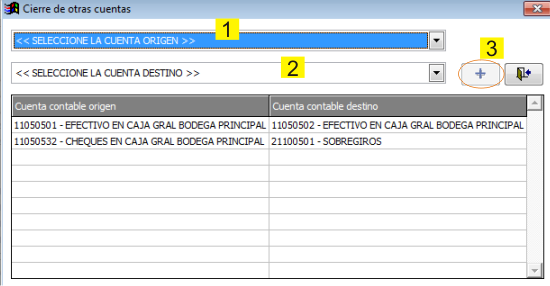 Cierre de otras cuentas
1
<< SELECCIONE LA CUENTA ORIGEN >>
3
<< SELECCIONE LA CUENTA DESTINO >>
2
+
Cuenta contable origen Cuenta contable destino
11050501 - EFECTIVO EN CAJA GRAL BODEGA PRINCIPAL 11050502 - EFECTIVO EN CAJA GRAL BODEGA PRINCIPAL
11050532 - CHEQUES EN CAJA GRAL BODEGA PRINCIPAL 21100501 - SOBREGIROS